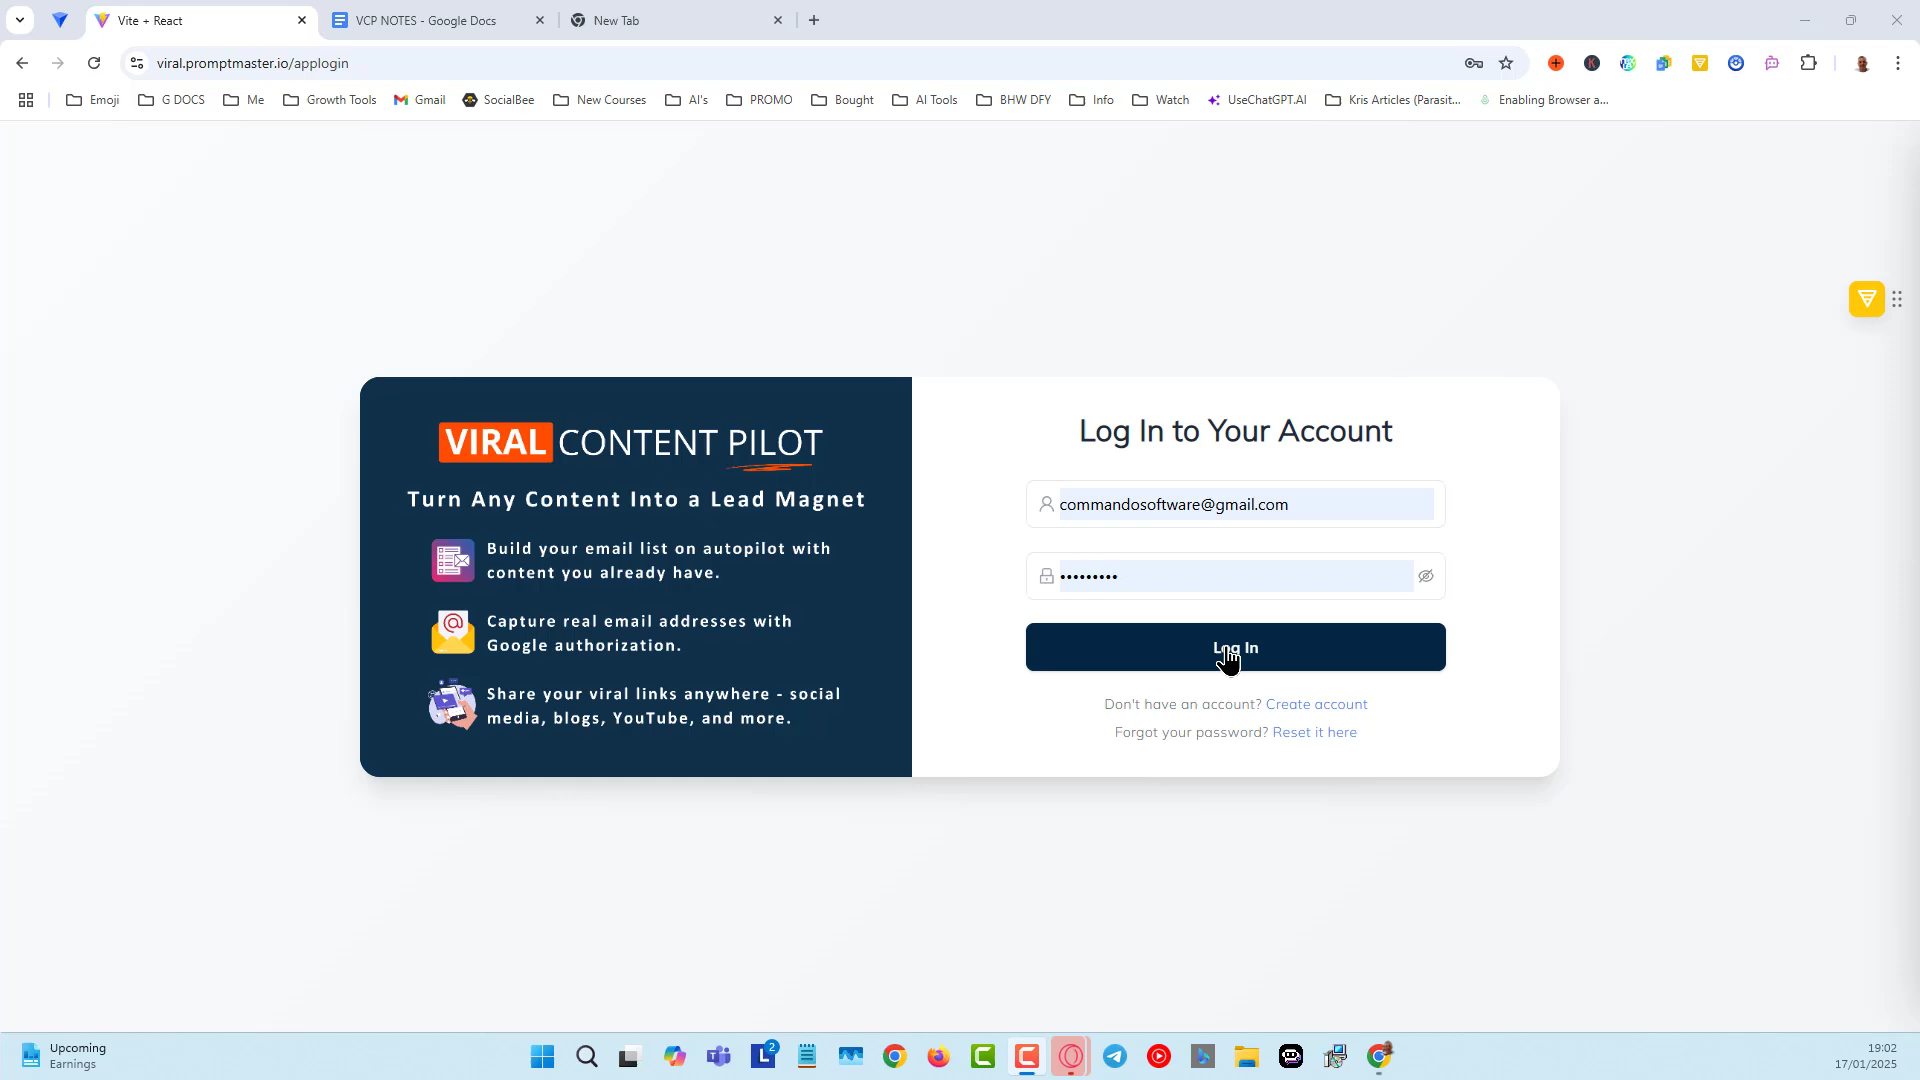 Vite + React
VCP NOTES - Google Docs
New Tab
viral.promptmaster.io/applogin
Emoji
G DOCS
Me
Growth Tools
Gmail
SocialBee
New Courses
AI's
PROMO
Bought
AI Tools
BHW DFY
Info
Watch
UseChatGPT.AI
Kris Articles (Parasit...
Enabling Browser a...
VIRAL CONTENT PILOT
Turn Any Content Into a Lead Magnet
Build your email list on autopilot with
content you already have.
Capture real email addresses with
Google authorization.
Share your viral links anywhere - social
media, blogs, YouTube, and more.
Log In to Your Account
commandosoftware@gmail.com
•••••••••
Log In
Don't have an account? Create account
Forgot your password? Reset it here
Upcoming
Earnings
2
19:02
17/01/2025